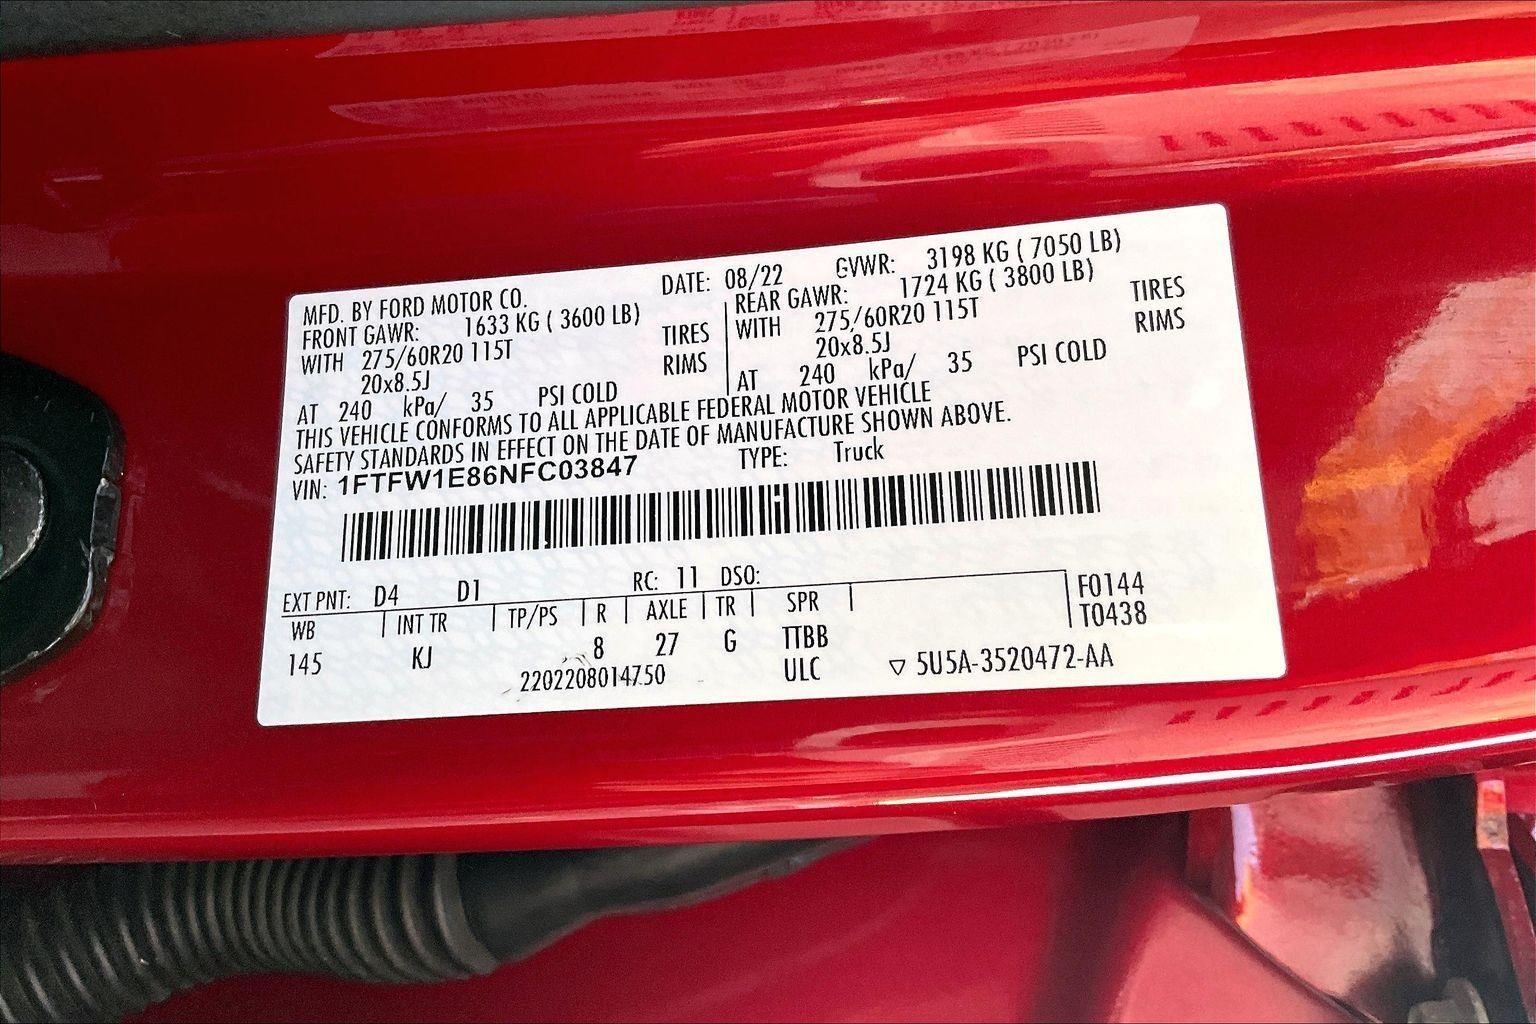 MFD. BY FORD MOTOR CO. DATE: 08/22 GVWR: 3198 KG ( 7050 LB)
FRONT GAWR: 1633 KG ( 3600 LB) REAR GAWR: 1724 KG ( 3800 LB)
WITH 275/60R20 115T TIRES WITH 275/60R20 115T TIRES
20x8.5J RIMS 20x8.5J RIMS
AT 240 kPa/ 35 PSI COLD AT 240 kPa/ 35 PSI COLD
THIS VEHICLE CONFORMS TO ALL APPLICABLE FEDERAL MOTOR VEHICLE
SAFETY STANDARDS IN EFFECT ON THE DATE OF MANUFACTURE SHOWN ABOVE.
VIN: 1FTFW1E86NFC03847 TYPE: Truck
EXT PNT: D4 D1 RC: 11 DSO: F0144
WB INT TR TP/PS R AXLE TR SPR T0438
145 KJ 8 27 G TTBB
2202208014750 ULC ▽ 5U5A-3520472-AA